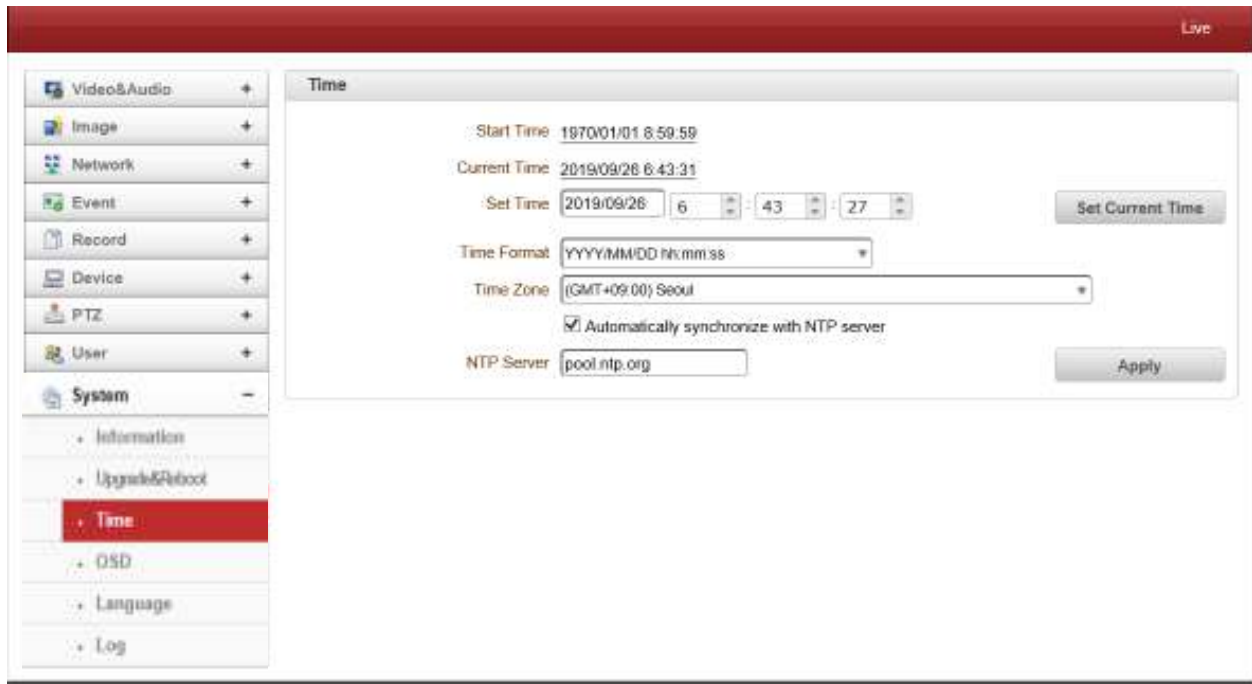 Live
Video&Audio +
Image +
Network +
Event +
Record +
Device +
PTZ +
User +
System −
Information
Upgrade&Reboot
Time
OSD
Language
Log
Time
Start Time 1970/01/01 8:59:59
Current Time 2019/09/26 6:43:31
Set Time 2019/09/26 6 : 43 : 27 Set Current Time
Time Format YYYY/MM/DD hh:mm:ss
Time Zone (GMT+09:00) Seoul
Automatically synchronize with NTP server
NTP Server pool.ntp.org Apply